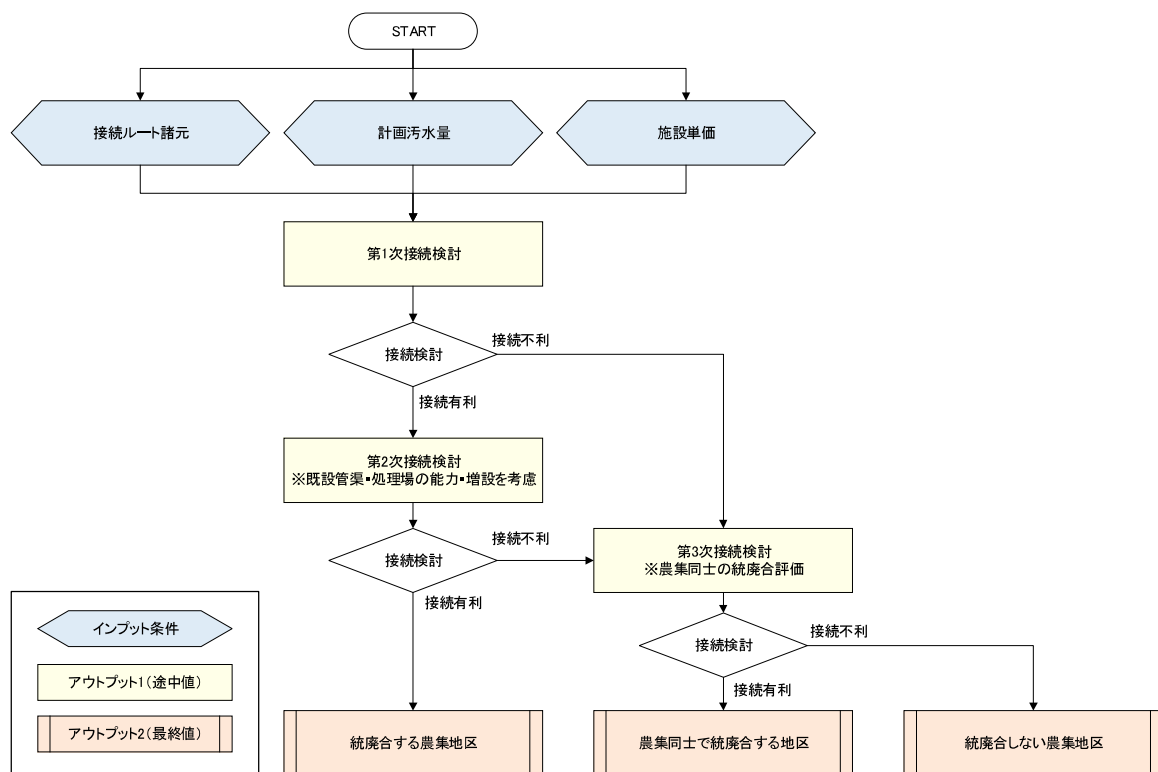 START
接続ルート諸元
計画汚水量
施設単価
第1次接続検討
接続検討
接続不利
接続有利
第2次接続検討
※既設管渠・処理場の能力・増設を考慮
接続検討
接続不利
接続有利
第3次接続検討
※農集同士の統廃合評価
接続検討
接続不利
接続有利
統廃合する農集地区
農集同士で統廃合する地区
統廃合しない農集地区
インプット条件
アウトプット1(途中値)
アウトプット2(最終値)